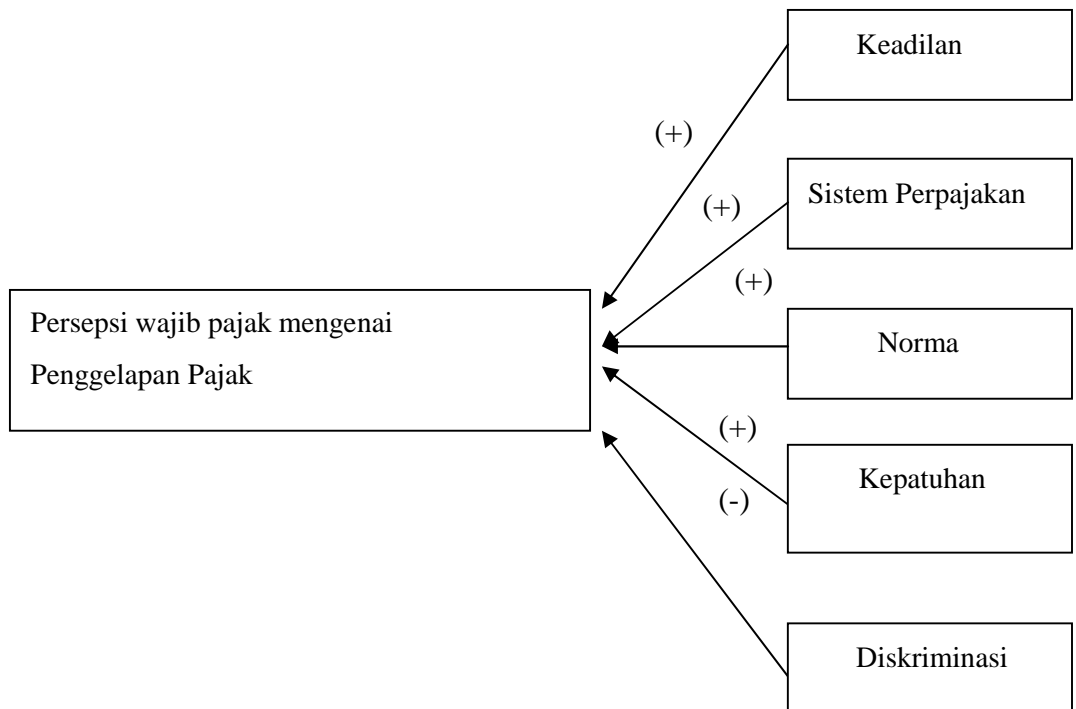 Keadilan
(+)
Sistem Perpajakan
(+)
(+)
Persepsi wajib pajak mengenai
Penggelapan Pajak
Norma
(+)
Kepatuhan
(-)
Diskriminasi